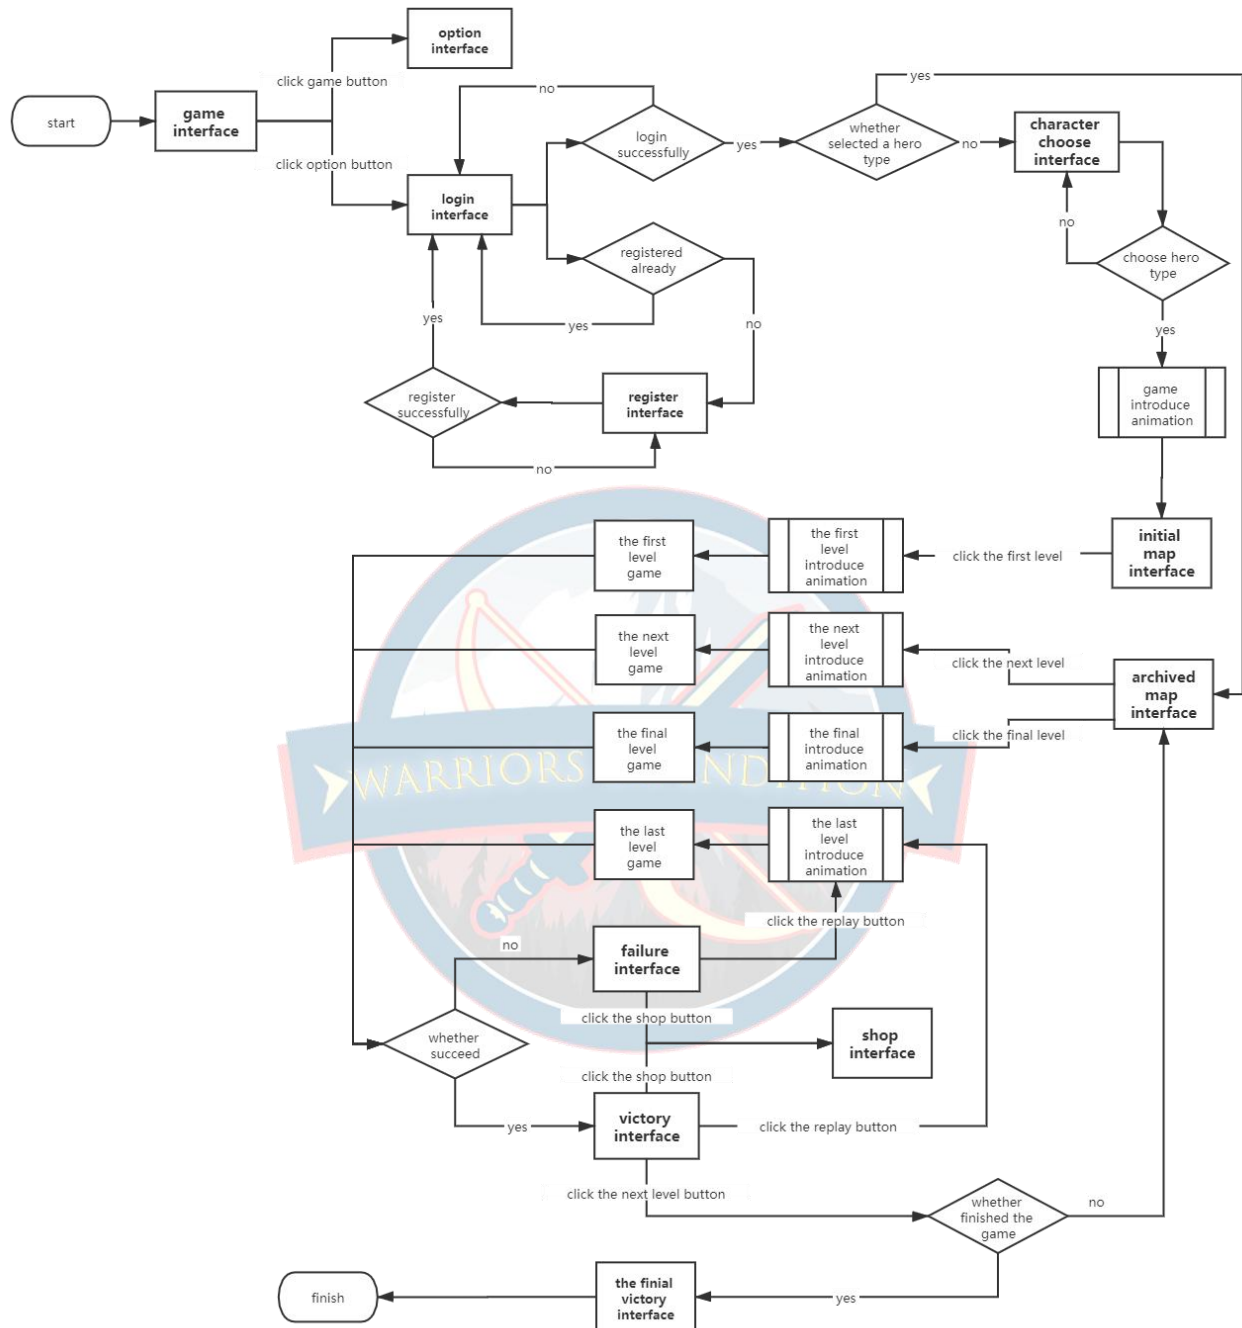 option
interface
click game button
start
game
interface
click option button
no
login
successfully
yes
login
interface
whether
selected a hero
type
yes
no
character
choose
interface
no
choose hero
type
yes
registered
already
yes
no
yes
register
successfully
register
interface
no
game
introduce
animation
initial
map
interface
click the first level
the first
level
introduce
animation
the first
level
game
the next
level
game
the next
level
introduce
animation
click the next level
archived
map
interface
the final
level
game
the final
introduce
animation
click the final level
WARRIORS
NDITION
the last
level
game
the last
level
introduce
animation
click the replay button
no
failure
interface
click the shop button
whether
succeed
shop
interface
click the shop button
yes
victory
interface
click the replay button
click the next level button
whether
finished the
game
no
yes
the finial
victory
interface
finish